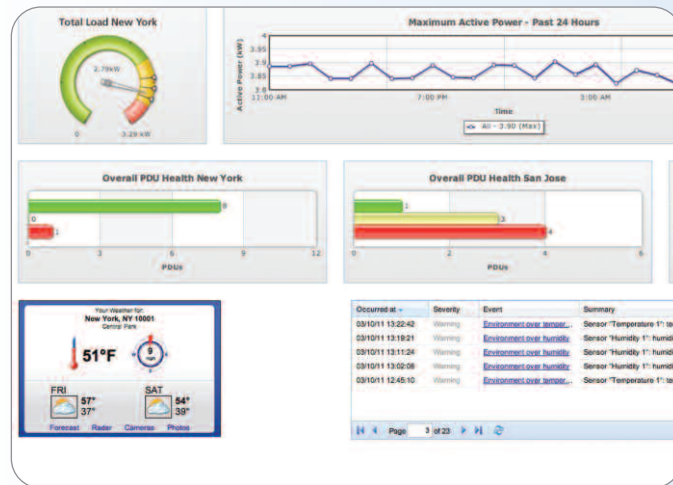 Total Load New York
2.79kW
0
3.29 kW
Maximum Active Power - Past 24 Hours
Active Power (kW)
4
3.95
3.9
3.85
3.8
11:00 AM
7:00 PM
3:00 AM
Time
All - 3.90 (Max)
Overall PDU Health New York
8
0
1
0
3
6
9
12
PDUs
Overall PDU Health San Jose
1
3
4
0
2
4
6
PDUs
Your Weather for:
New York, NY 10001
Central Park
51°F
9
mph
FRI
57°
37°
SAT
54°
39°
Forecast Radar Cameras Photos
Occurred at Severity Event Summary
03/10/11 13:22:42 Warning Environment over temper... Sensor "Temperature 1": te
03/10/11 13:19:21 Warning Environment over humidity Sensor "Humidity 1": humidi
03/10/11 13:11:24 Warning Environment over humidity Sensor "Humidity 1": humidi
03/10/11 13:02:08 Warning Environment over humidity Sensor "Humidity 1": humidi
03/10/11 12:45:10 Warning Environment over temper... Sensor "Temperature 1": te
Page 3 of 23